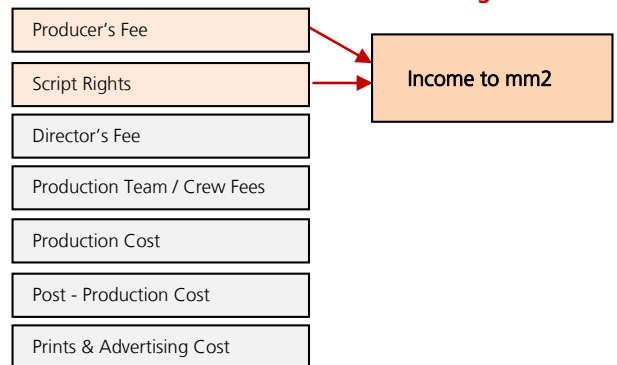 Producer's Fee
Income to mm2
Script Rights
Director's Fee
Production Team / Crew Fees
Production Cost
Post - Production Cost
Prints & Advertising Cost